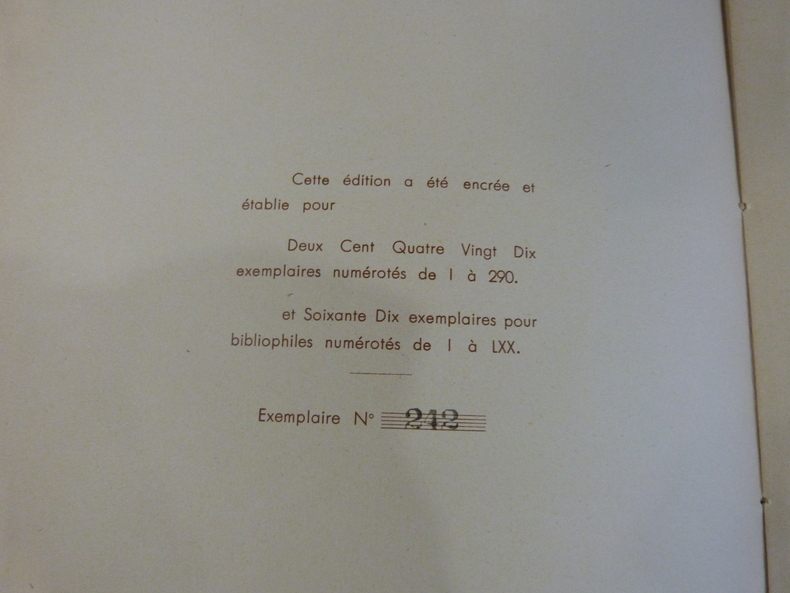 Cette édition a été encrée et
établie pour
Deux Cent Quatre Vingt Dix
exemplaires numérotés de I à 290.
et Soixante Dix exemplaires pour
bibliophiles numérotés de I à LXX.
Exemplaire N° 242